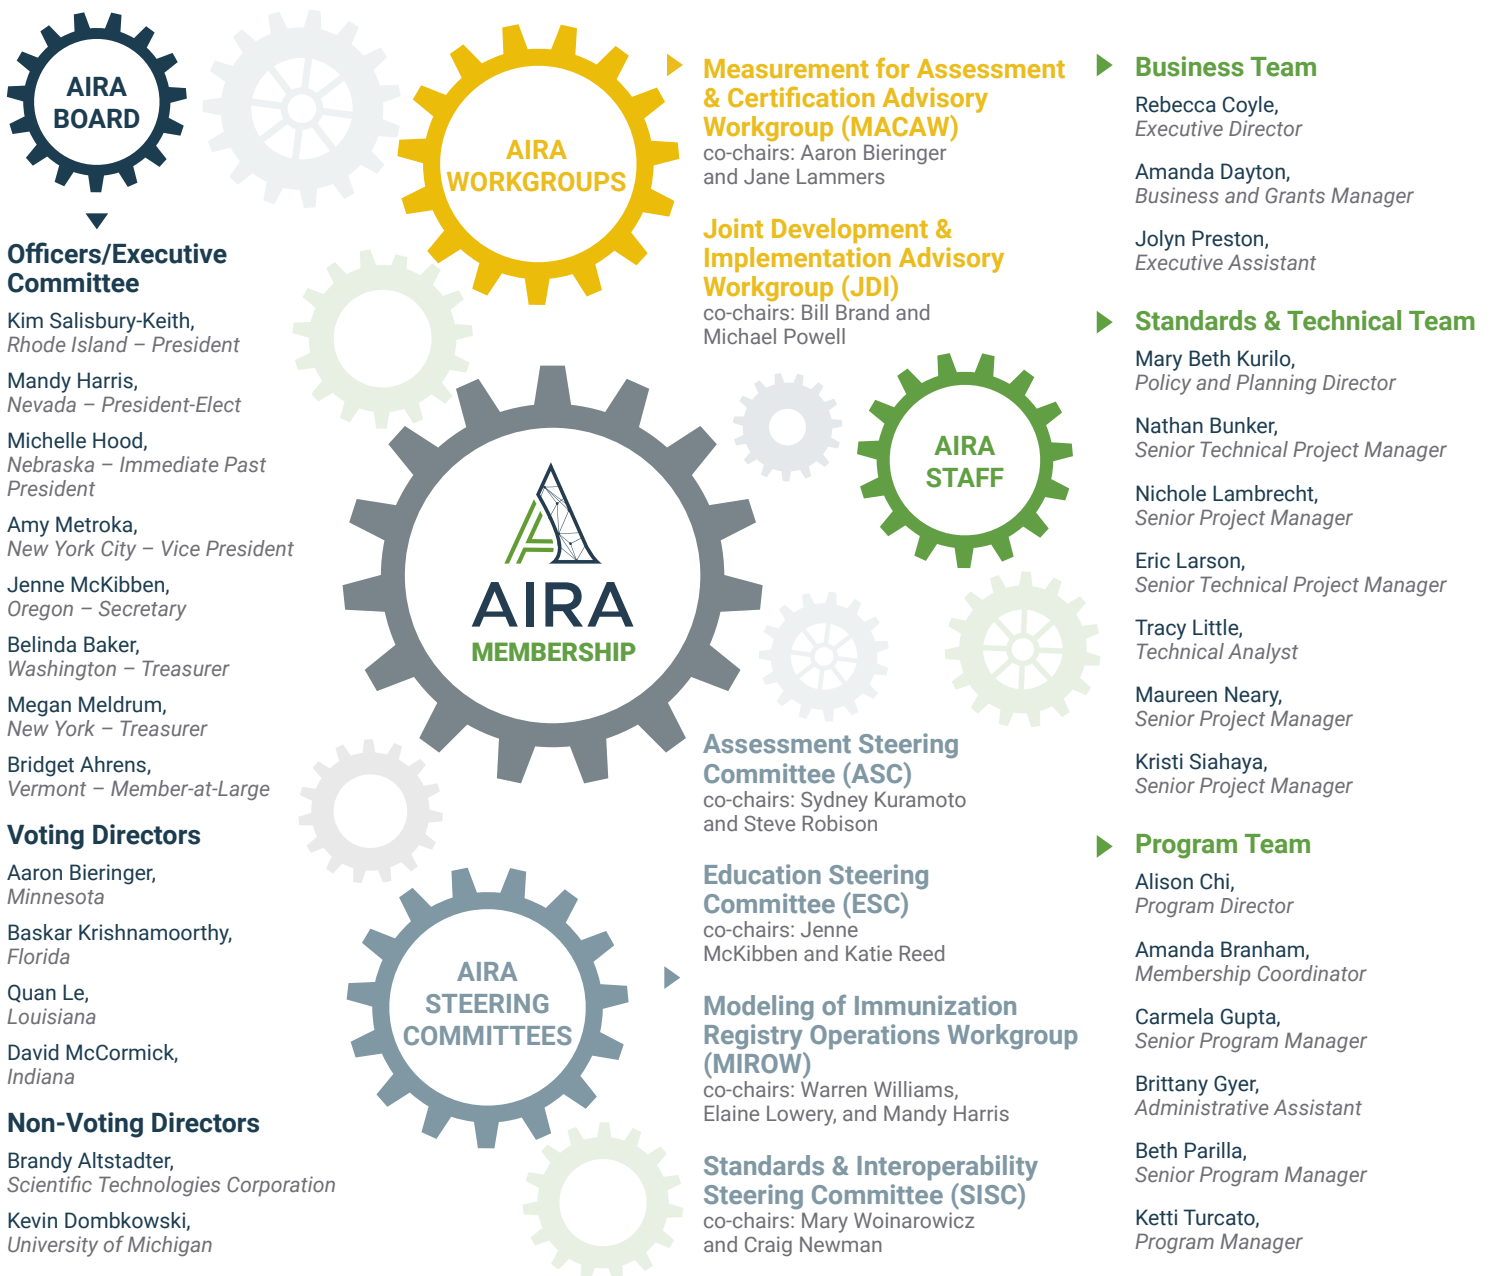 AIRA
BOARD
Officers/Executive
Committee
Kim Salisbury-Keith,
Rhode Island – President
Mandy Harris,
Nevada – President-Elect
Michelle Hood,
Nebraska – Immediate Past
President
Amy Metroka,
New York City – Vice President
Jenne McKibben,
Oregon – Secretary
Belinda Baker,
Washington – Treasurer
Megan Meldrum,
New York – Treasurer
Bridget Ahrens,
Vermont – Member-at-Large
Voting Directors
Aaron Bieringer,
Minnesota
Baskar Krishnamoorthy,
Florida
Quan Le,
Louisiana
David McCormick,
Indiana
Non-Voting Directors
Brandy Altstadter,
Scientific Technologies Corporation
Kevin Dombkowski,
University of Michigan
AIRA
WORKGROUPS
Measurement for Assessment
& Certification Advisory
Workgroup (MACAW)
co-chairs: Aaron Bieringer
and Jane Lammers
Joint Development &
Implementation Advisory
Workgroup (JDI)
co-chairs: Bill Brand and
Michael Powell
AIRA
MEMBERSHIP
AIRA
STEERING
COMMITTEES
Assessment Steering
Committee (ASC)
co-chairs: Sydney Kuramoto
and Steve Robison
Education Steering
Committee (ESC)
co-chairs: Jenne
McKibben and Katie Reed
Modeling of Immunization
Registry Operations Workgroup
(MIROW)
co-chairs: Warren Williams,
Elaine Lowery, and Mandy Harris
Standards & Interoperability
Steering Committee (SISC)
co-chairs: Mary Woinarowicz
and Craig Newman
AIRA
STAFF
Business Team
Rebecca Coyle,
Executive Director
Amanda Dayton,
Business and Grants Manager
Jolyn Preston,
Executive Assistant
Standards & Technical Team
Mary Beth Kurilo,
Policy and Planning Director
Nathan Bunker,
Senior Technical Project Manager
Nichole Lambrecht,
Senior Project Manager
Eric Larson,
Senior Technical Project Manager
Tracy Little,
Technical Analyst
Maureen Neary,
Senior Project Manager
Kristi Siahaya,
Senior Project Manager
Program Team
Alison Chi,
Program Director
Amanda Branham,
Membership Coordinator
Carmela Gupta,
Senior Program Manager
Brittany Gyer,
Administrative Assistant
Beth Parilla,
Senior Program Manager
Ketti Turcato,
Program Manager